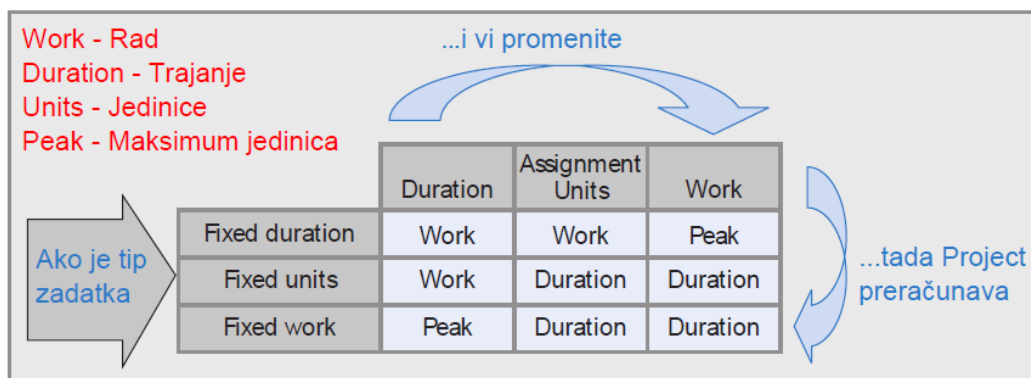 Work - Rad
Duration - Trajanje
Units - Jedinice
Peak - Maksimum jedinica
...i vi promenite
Duration Assignment Units Work
Ako je tip zadatka
Fixed duration Work Work Peak
Fixed units Work Duration Duration
Fixed work Peak Duration Duration
...tada Project
preračunava